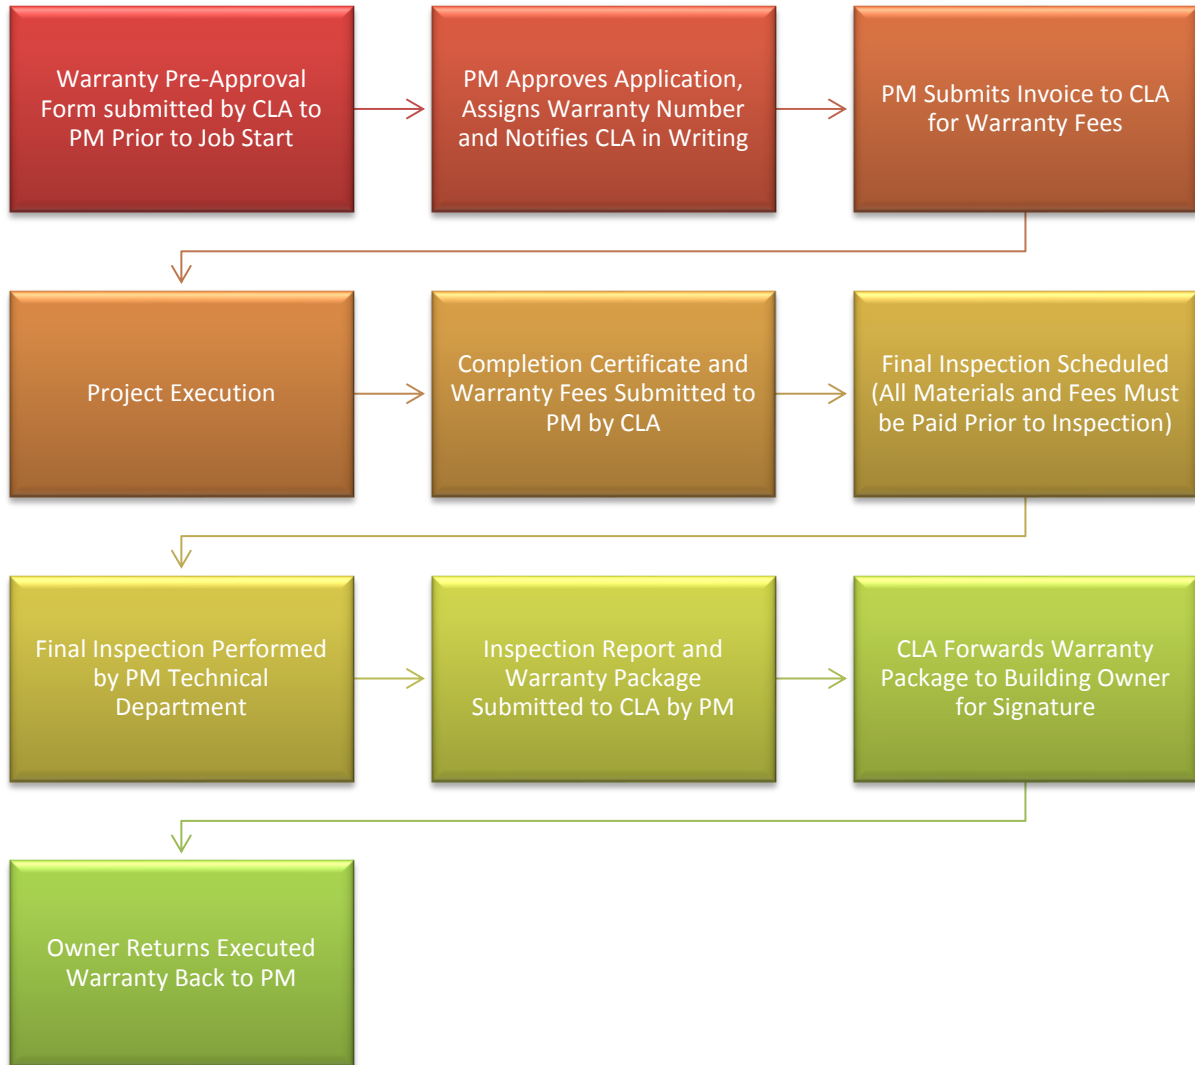 Warranty Pre-Approval
Form submitted by CLA to
PM Prior to Job Start
PM Approves Application,
Assigns Warranty Number
and Notifies CLA in Writing
PM Submits Invoice to CLA
for Warranty Fees
Project Execution
Completion Certificate and
Warranty Fees Submitted to
PM by CLA
Final Inspection Scheduled
(All Materials and Fees Must
be Paid Prior to Inspection)
Final Inspection Performed
by PM Technical
Department
Inspection Report and
Warranty Package
Submitted to CLA by PM
CLA Forwards Warranty
Package to Building Owner
for Signature
Owner Returns Executed
Warranty Back to PM